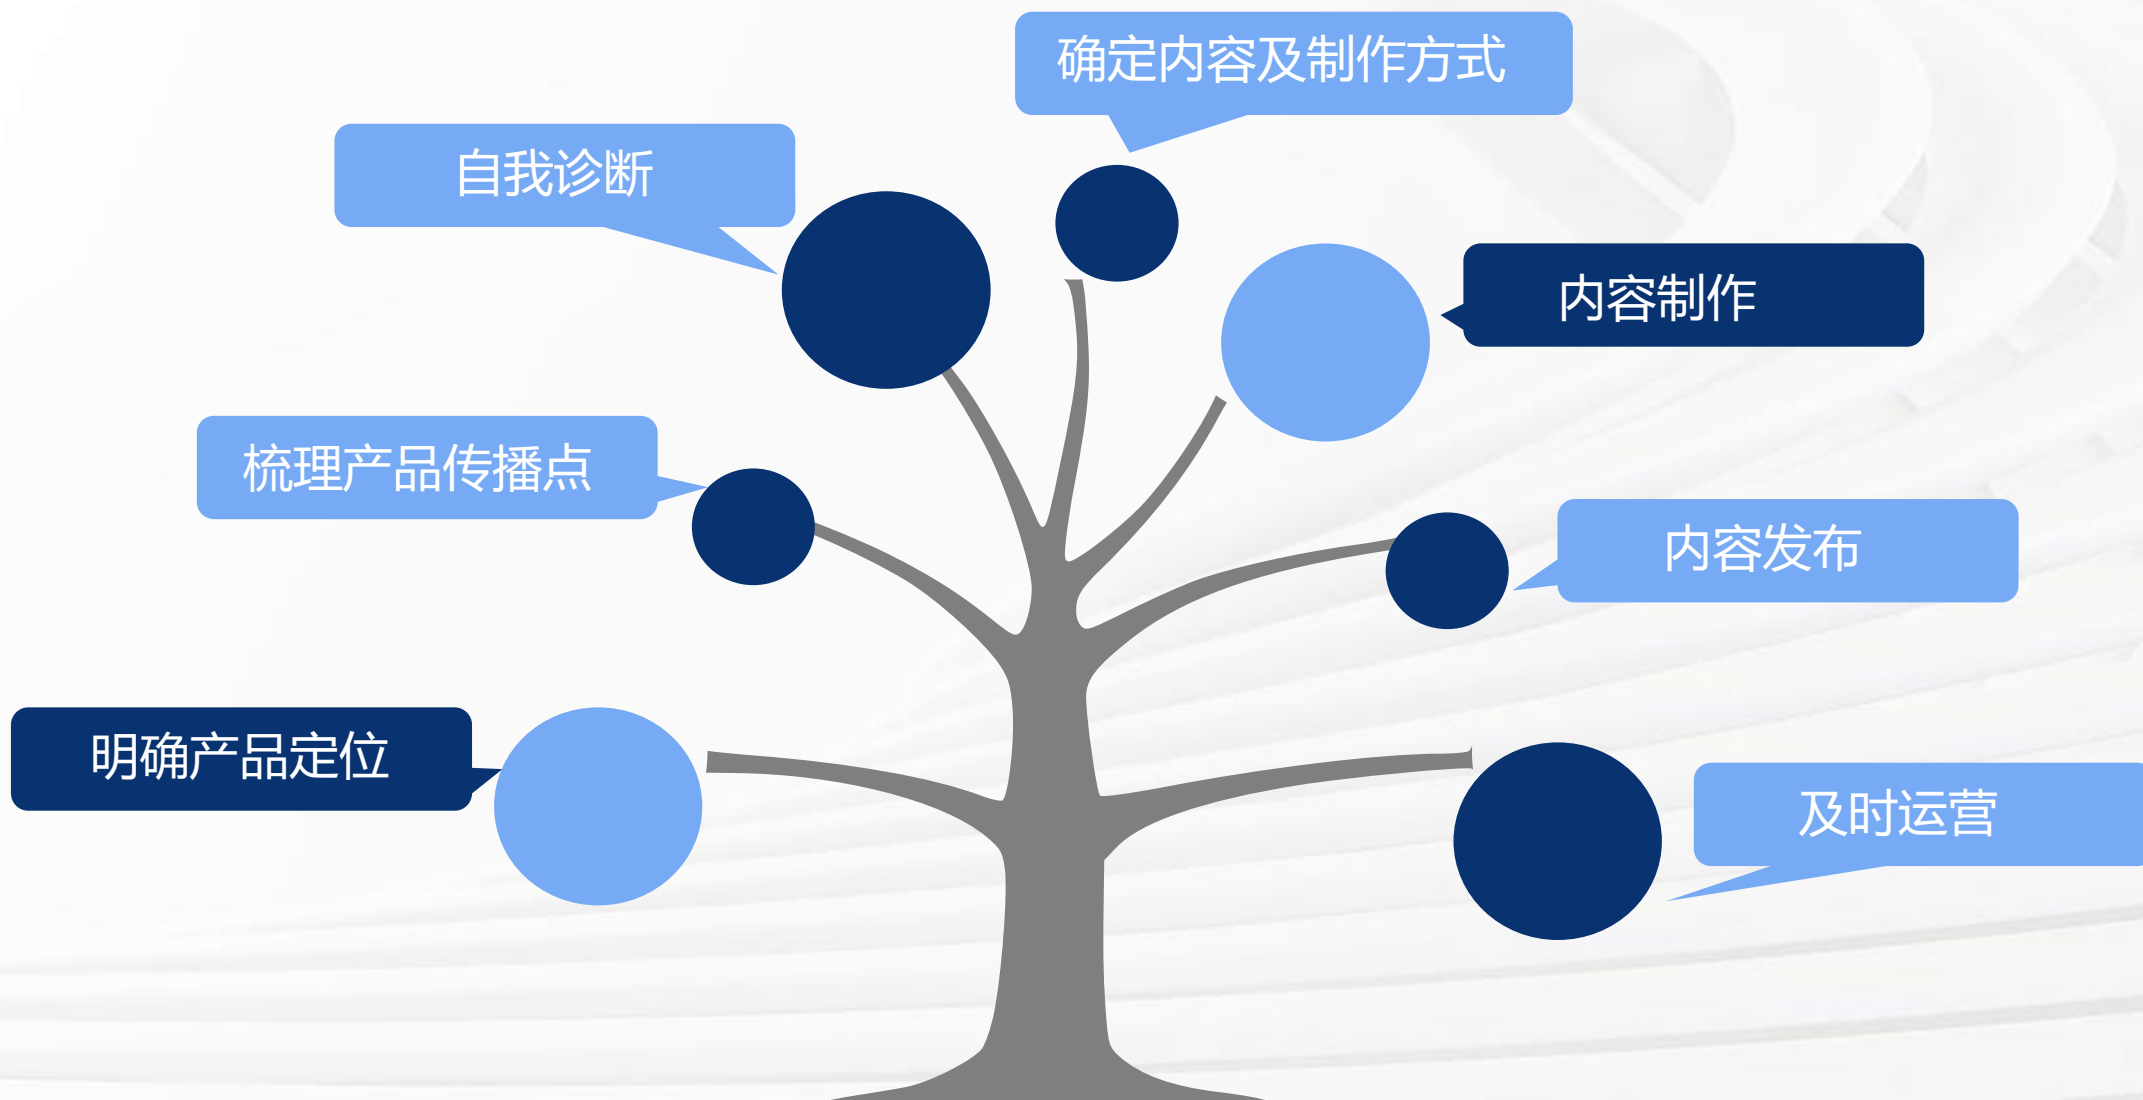 确定内容及制作方式
自我诊断
内容制作
梳理产品传播点
内容发布
明确产品定位
及时运营